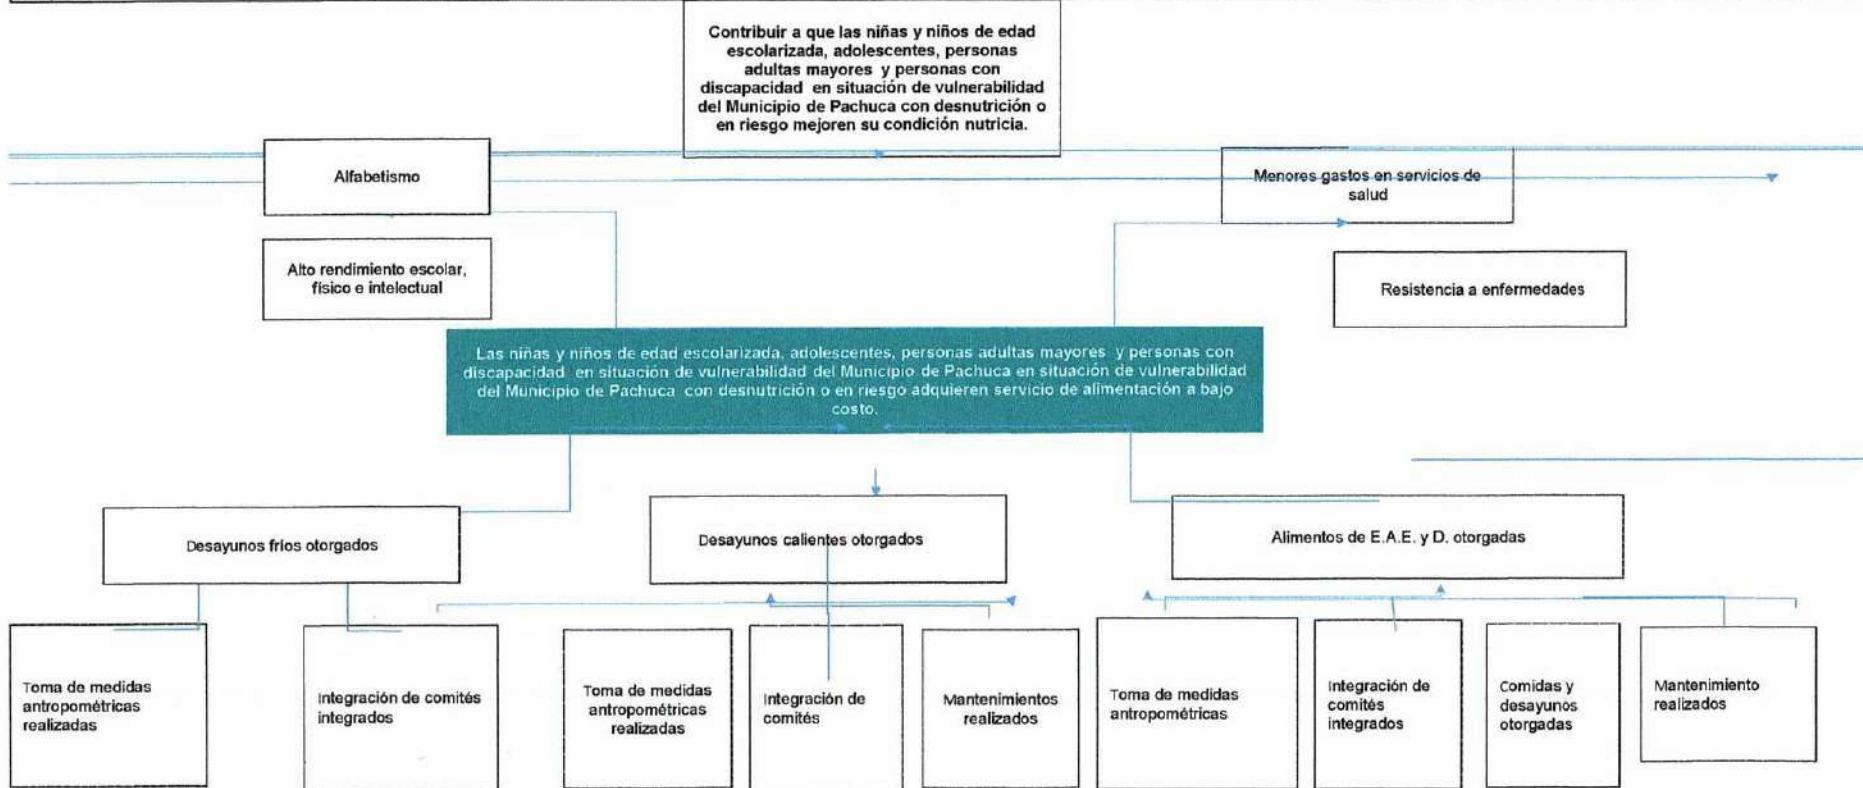 Contribuir a que las niñas y niños de edad
escolarizada, adolescentes, personas
adultas mayores y personas con
discapacidad en situación de vulnerabilidad
del Municipio de Pachuca con desnutrición o
en riesgo mejoren su condición nutricia.
Alfabetismo
Menores gastos en servicios de
salud
Alto rendimiento escolar,
físico e intelectual
Resistencia a enfermedades
Las niñas y niños de edad escolarizada, adolescentes, personas adultas mayores y personas con
discapacidad en situación de vulnerabilidad del Municipio de Pachuca en situación de vulnerabilidad
del Municipio de Pachuca con desnutrición o en riesgo adquieren servicio de alimentación a bajo
costo.
Desayunos fríos otorgados
Desayunos calientes otorgados
Alimentos de E.A.E. y D. otorgadas
Toma de medidas
antropométricas
realizadas
Integración de comités
integrados
Toma de medidas
antropométricas
realizadas
Integración de
comités
Mantenimientos
realizados
Toma de medidas
antropométricas
Integración de
comités
integrados
Comidas y
desayunos
otorgadas
Mantenimiento
realizados